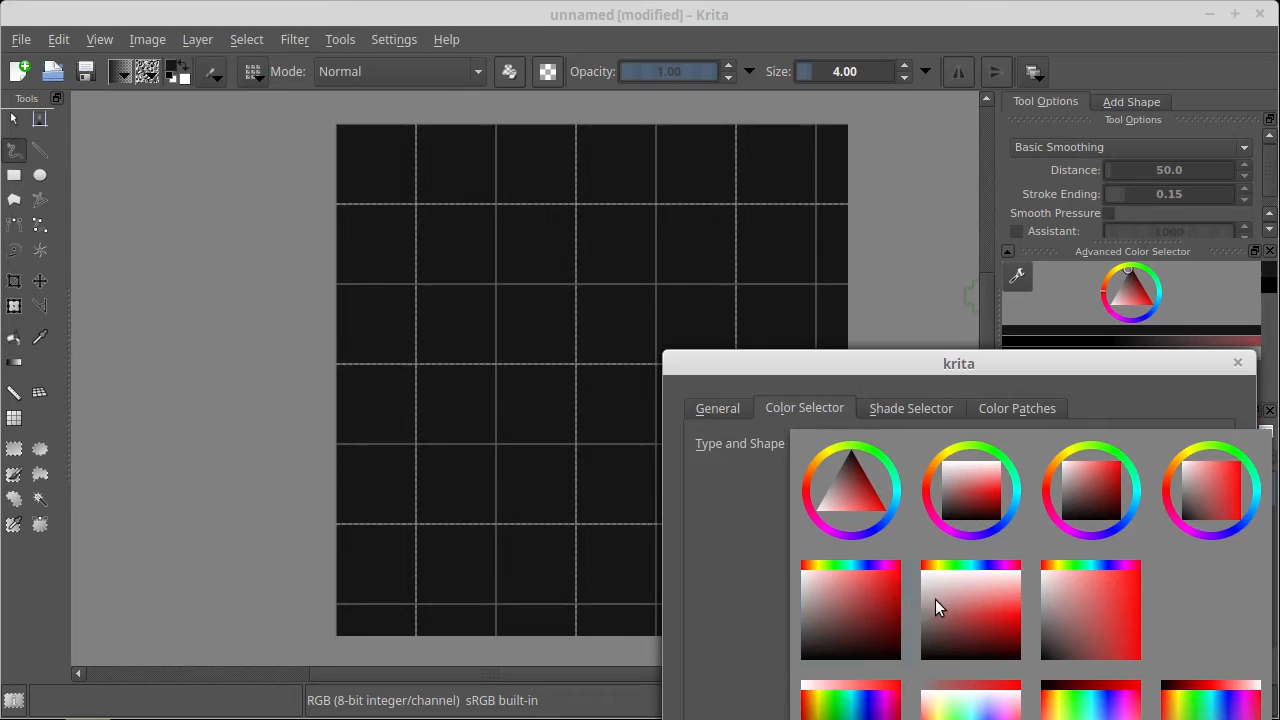 unnamed [modified] – Krita
File Edit View Image Layer Select Filter Tools Settings Help
Mode: Normal Opacity: 1.00 Size: 4.00
Tools
Tool Options Add Shape
Tool Options
Basic Smoothing
Distance: 50.0
Stroke Ending: 0.15
Smooth Pressure
Assistant: 1000
Advanced Color Selector
krita
General Color Selector Shade Selector Color Patches
Type and Shape
RGB (8-bit integer/channel) sRGB built-in